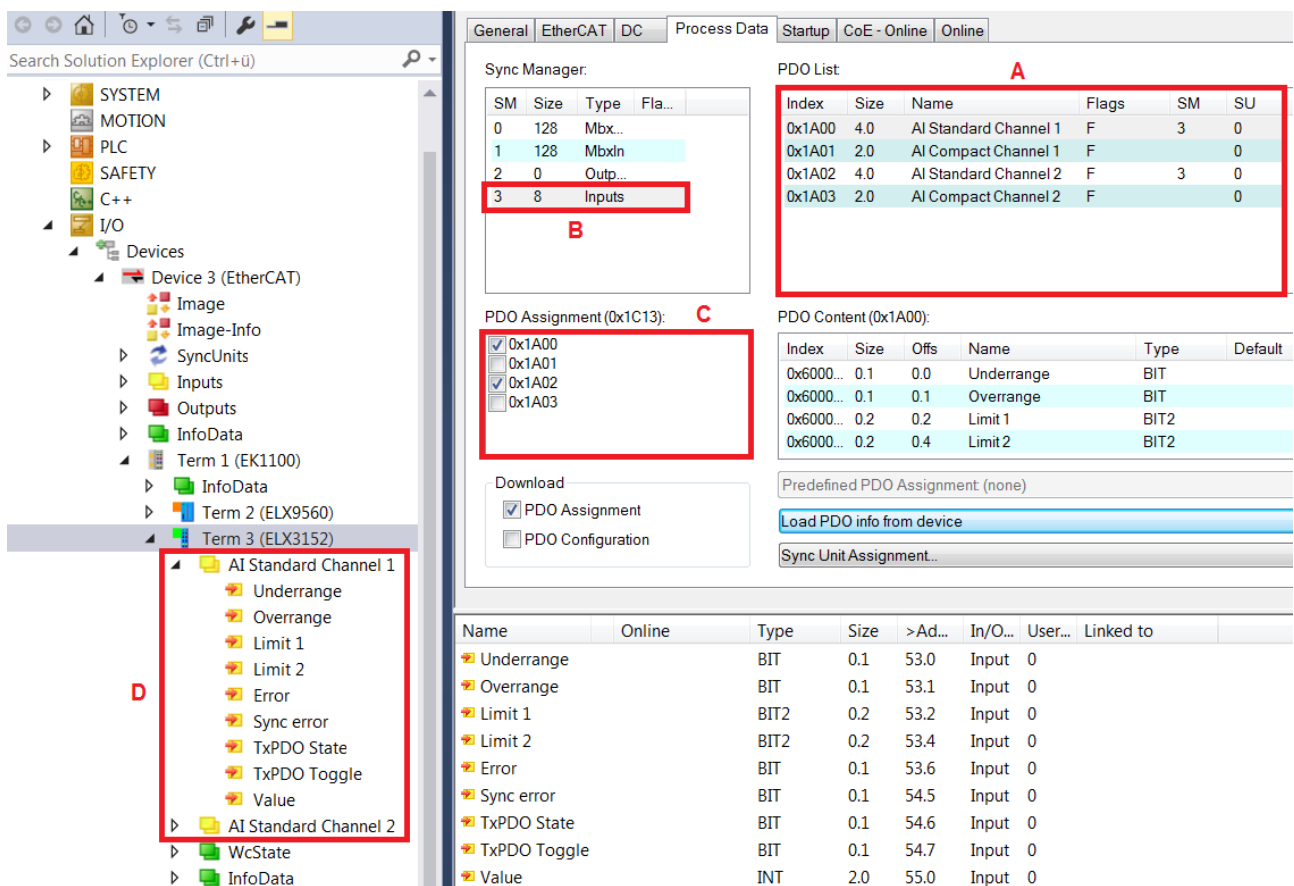 Search Solution Explorer (Ctrl+ü)
SYSTEM
MOTION
PLC
SAFETY
C++
I/O
Devices
Device 3 (EtherCAT)
Image
Image-Info
SyncUnits
Inputs
Outputs
InfoData
Term 1 (EK1100)
InfoData
Term 2 (ELX9560)
Term 3 (ELX3152)
AI Standard Channel 1
Underrange
Overrange
Limit 1
Limit 2
Error
Sync error
TxPDO State
TxPDO Toggle
Value
AI Standard Channel 2
WcState
InfoData
D
General EtherCAT DC Process Data Startup CoE - Online Online
Sync Manager:
SM Size Type Fla...
0 128 Mbx...
1 128 MbxIn
2 0 Outp...
3 8 Inputs
B
PDO List:
A
Index Size Name Flags SM SU
0x1A00 4.0 AI Standard Channel 1 F 3 0
0x1A01 2.0 AI Compact Channel 1 F 0
0x1A02 4.0 AI Standard Channel 2 F 3 0
0x1A03 2.0 AI Compact Channel 2 F 0
PDO Assignment (0x1C13):
C
0x1A00
0x1A01
0x1A02
0x1A03
PDO Content (0x1A00):
Index Size Offs Name Type Default
0x6000... 0.1 0.0 Underrange BIT
0x6000... 0.1 0.1 Overrange BIT
0x6000... 0.2 0.2 Limit 1 BIT2
0x6000... 0.2 0.4 Limit 2 BIT2
Download
PDO Assignment
PDO Configuration
Predefined PDO Assignment: (none)
Load PDO info from device
Sync Unit Assignment...
Name Online Type Size >Ad... In/O... User... Linked to
Underrange BIT 0.1 53.0 Input 0
Overrange BIT 0.1 53.1 Input 0
Limit 1 BIT2 0.2 53.2 Input 0
Limit 2 BIT2 0.2 53.4 Input 0
Error BIT 0.1 53.6 Input 0
Sync error BIT 0.1 54.5 Input 0
TxPDO State BIT 0.1 54.6 Input 0
TxPDO Toggle BIT 0.1 54.7 Input 0
Value INT 2.0 55.0 Input 0